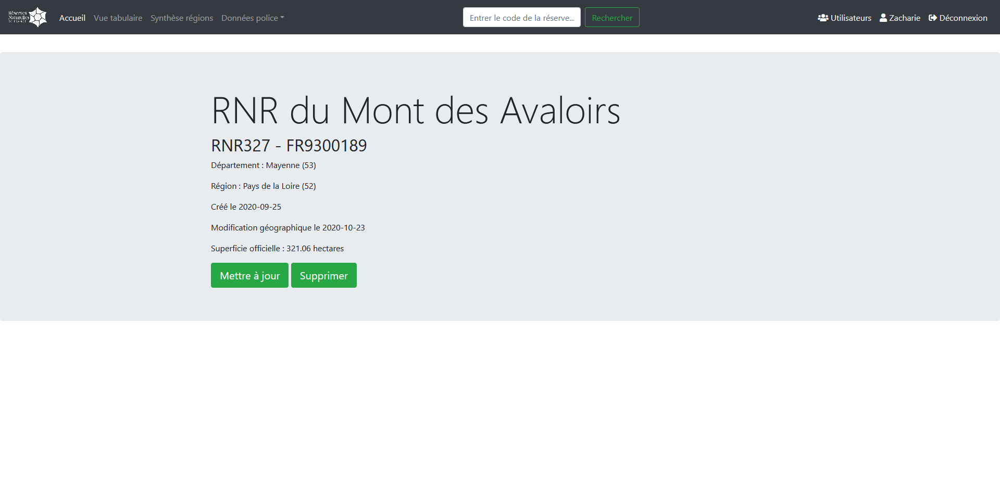 Réserves
Naturelles
DE FRANCE
Accueil
Vue tabulaire
Synthèse régions
Données police
Entrer le code de la réserve...
Rechercher
Utilisateurs
Zacharie
Déconnexion
RNR du Mont des Avaloirs
RNR327 - FR9300189
Département : Mayenne (53)
Région : Pays de la Loire (52)
Créé le 2020-09-25
Modification géographique le 2020-10-23
Superficie officielle : 321.06 hectares
Mettre à jour
Supprimer